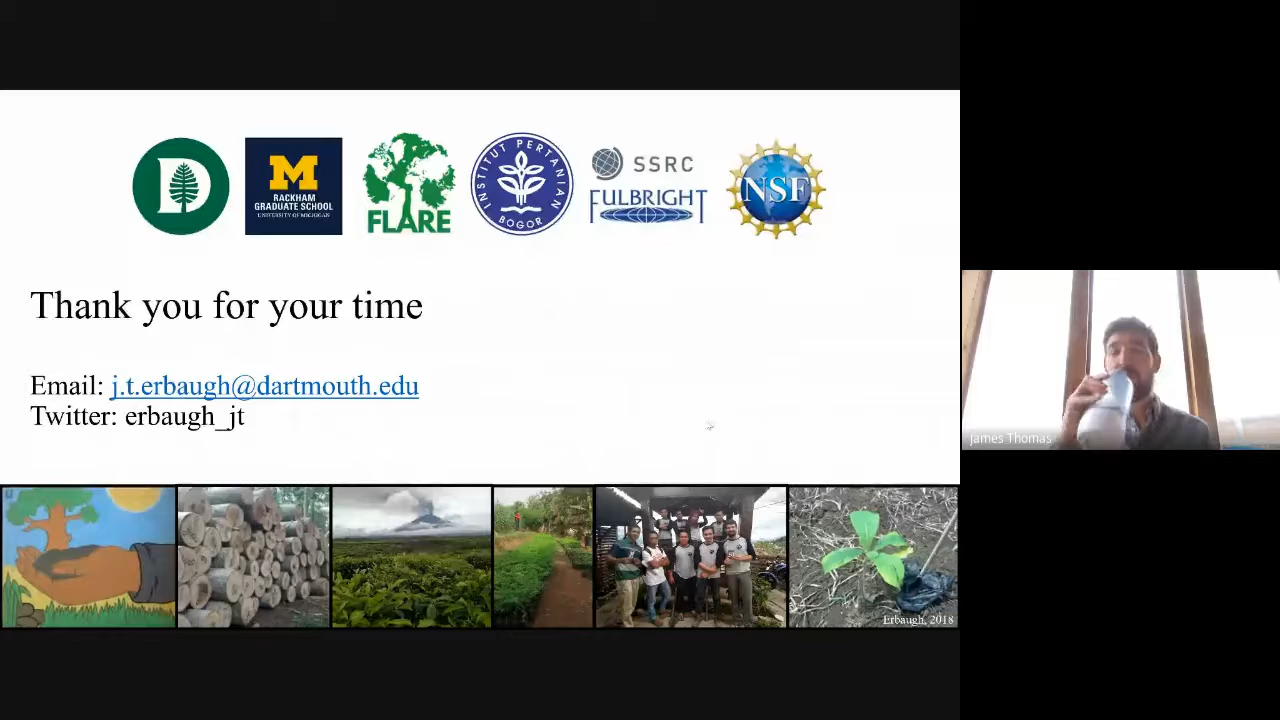 D
M
RACKHAM
GRADUATE SCHOOL
UNIVERSITY OF MICHIGAN
FLARE
INSTITUT PERTANIAN
BOGOR
SSRC
FULBRIGHT
NSF
Thank you for your time
Email: j.t.erbaugh@dartmouth.edu
Twitter: erbaugh_jt
James Thomas
Erbaugh, 2018